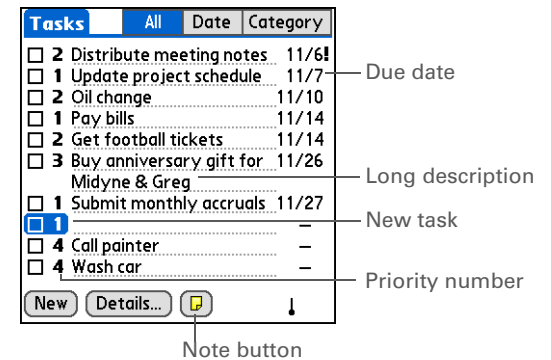 Tasks All Date Category
2 Distribute meeting notes 11/6!
1 Update project schedule 11/7
Due date
2 Oil change 11/10
1 Pay bills 11/14
2 Get football tickets 11/14
3 Buy anniversary gift for 11/26
Midyne & Greg
Long description
1 Submit monthly accruals 11/27
1 –
New task
4 Call painter –
4 Wash car –
Priority number
New Details...
Note button